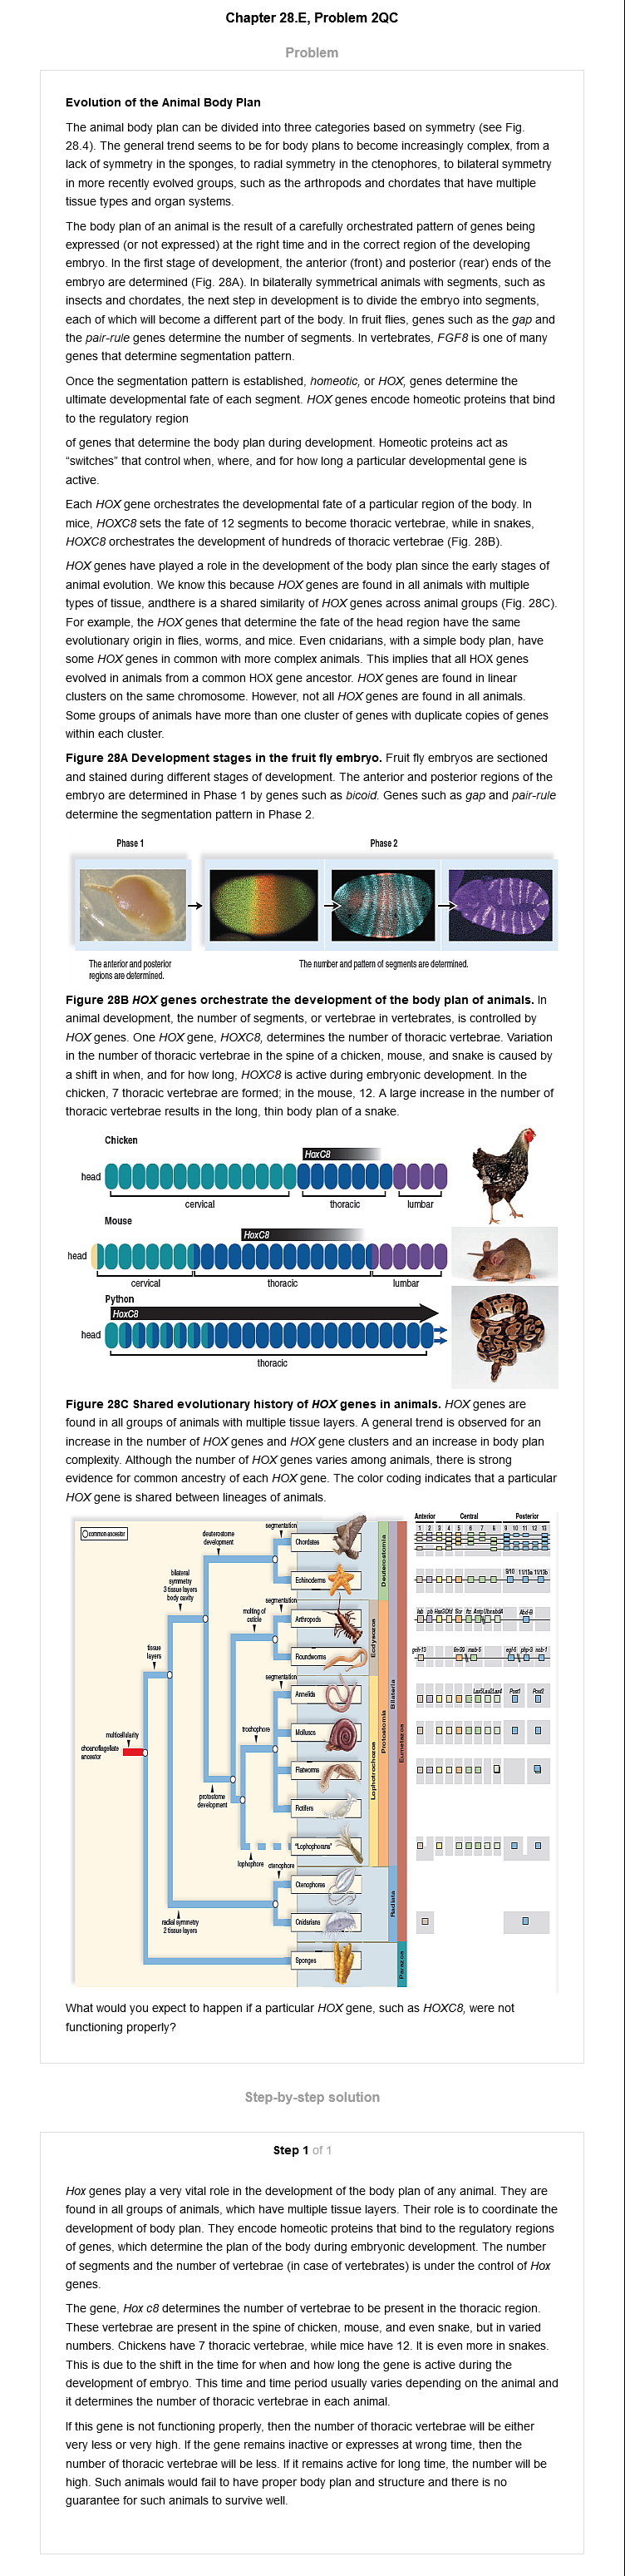 Chapter 28.E, Problem 2QC
Problem
Evolution of the Animal Body Plan
The animal body plan can be divided into three categories based on symmetry (see Fig.
28.4). The general trend seems to be for body plans to become increasingly complex, from a
lack of symmetry in the sponges, to radial symmetry in the ctenophores, to bilateral symmetry
in more recently evolved groups, such as the arthropods and chordates that have multiple
tissue types and organ systems.
The body plan of an animal is the result of a carefully orchestrated pattern of genes being
expressed (or not expressed) at the right time and in the correct region of the developing
embryo. In the first stage of development, the anterior (front) and posterior (rear) ends of the
embryo are determined (Fig. 28A). In bilaterally symmetrical animals with segments, such as
insects and chordates, the next step in development is to divide the embryo into segments,
each of which will become a different part of the body. In fruit flies, genes such as the gap and
the pair-rule genes determine the number of segments. In vertebrates, FGF8 is one of many
genes that determine segmentation pattern.
Once the segmentation pattern is established, homeotic, or HOX, genes determine the
ultimate developmental fate of each segment. HOX genes encode homeotic proteins that bind
to the regulatory region
of genes that determine the body plan during development. Homeotic proteins act as
“switches” that control when, where, and for how long a particular developmental gene is
active.
Each HOX gene orchestrates the developmental fate of a particular region of the body. In
mice, HOXC8 sets the fate of 12 segments to become thoracic vertebrae, while in snakes,
HOXC8 orchestrates the development of hundreds of thoracic vertebrae (Fig. 28B).
HOX genes have played a role in the development of the body plan since the early stages of
animal evolution. We know this because HOX genes are found in all animals with multiple
types of tissue, andthere is a shared similarity of HOX genes across animal groups (Fig. 28C).
For example, the HOX genes that determine the fate of the head region have the same
evolutionary origin in flies, worms, and mice. Even cnidarians, with a simple body plan, have
some HOX genes in common with more complex animals. This implies that all HOX genes
evolved in animals from a common HOX gene ancestor. HOX genes are found in linear
clusters on the same chromosome. However, not all HOX genes are found in all animals.
Some groups of animals have more than one cluster of genes with duplicate copies of genes
within each cluster.
Figure 28A Development stages in the fruit fly embryo. Fruit fly embryos are sectioned
and stained during different stages of development. The anterior and posterior regions of the
embryo are determined in Phase 1 by genes such as bicoid. Genes such as gap and pair-rule
determine the segmentation pattern in Phase 2.
Phase 1 Phase 2
The anterior and posterior
regions are determined.
The number and pattern of segments are determined.
Figure 28B HOX genes orchestrate the development of the body plan of animals. In
animal development, the number of segments, or vertebrae in vertebrates, is controlled by
HOX genes. One HOX gene, HOXC8, determines the number of thoracic vertebrae. Variation
in the number of thoracic vertebrae in the spine of a chicken, mouse, and snake is caused by
a shift in when, and for how long, HOXC8 is active during embryonic development. In the
chicken, 7 thoracic vertebrae are formed; in the mouse, 12. A large increase in the number of
thoracic vertebrae results in the long, thin body plan of a snake.
Chicken
HoxC8
head
cervical thoracic lumbar
Mouse
HoxC8
head
cervical thoracic lumbar
Python
HoxC8
head
thoracic
Figure 28C Shared evolutionary history of HOX genes in animals. HOX genes are
found in all groups of animals with multiple tissue layers. A general trend is observed for an
increase in the number of HOX genes and HOX gene clusters and an increase in body plan
complexity. Although the number of HOX genes varies among animals, there is strong
evidence for common ancestry of each HOX gene. The color coding indicates that a particular
HOX gene is shared between lineages of animals.
Anterior Central Posterior
1 2 3 4 5 6 7 8 9 10 11 12 13
common ancestor
deuterostome
development
segmentation
Chordates
Echinoderms
bilateral
symmetry
3 tissue layers
body cavity
molting of
cuticle
segmentation
Arthropods
Roundworms
tissue
layers
segmentation
Annelids
trochophore
Molluscs
multicellularity
choanoflagellate
ancestor
Flatworms
protostome
development
Rotifers
"Lophophorans"
lophophore
ctenophore
Ctenophores
radial symmetry
2 tissue layers
Cnidarians
Sponges
Deuterostomia
Ecdysozoa
Bilateria
Protostomia
Lophotrochozoa
Eumetazoa
Radiata
Parazoa
What would you expect to happen if a particular HOX gene, such as HOXC8, were not
functioning properly?
Step-by-step solution
Step 1 of 1
Hox genes play a very vital role in the development of the body plan of any animal. They are
found in all groups of animals, which have multiple tissue layers. Their role is to coordinate the
development of body plan. They encode homeotic proteins that bind to the regulatory regions
of genes, which determine the plan of the body during embryonic development. The number
of segments and the number of vertebrae (in case of vertebrates) is under the control of Hox
genes.
The gene, Hox c8 determines the number of vertebrae to be present in the thoracic region.
These vertebrae are present in the spine of chicken, mouse, and even snake, but in varied
numbers. Chickens have 7 thoracic vertebrae, while mice have 12. It is even more in snakes.
This is due to the shift in the time for when and how long the gene is active during the
development of embryo. This time and time period usually varies depending on the animal and
it determines the number of thoracic vertebrae in each animal.
If this gene is not functioning properly, then the number of thoracic vertebrae will be either
very less or very high. If the gene remains inactive or expresses at wrong time, then the
number of thoracic vertebrae will be less. If it remains active for long time, the number will be
high. Such animals would fail to have proper body plan and structure and there is no
guarantee for such animals to survive well.